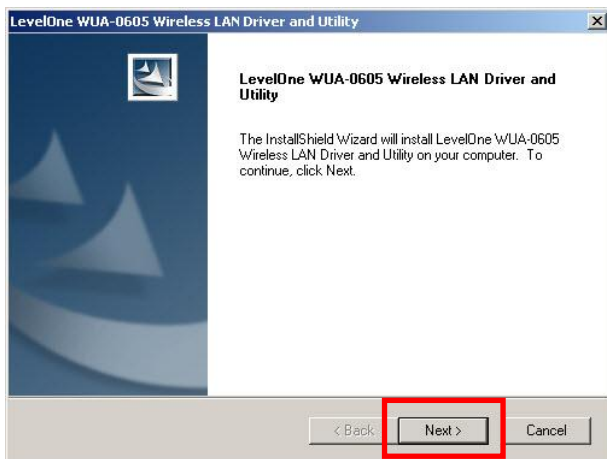 LevelOne WUA-0605 Wireless LAN Driver and Utility
LevelOne WUA-0605 Wireless LAN Driver and
Utility
The InstallShield Wizard will install LevelOne WUA-0605
Wireless LAN Driver and Utility on your computer. To
continue, click Next.
< Back
Next >
Cancel